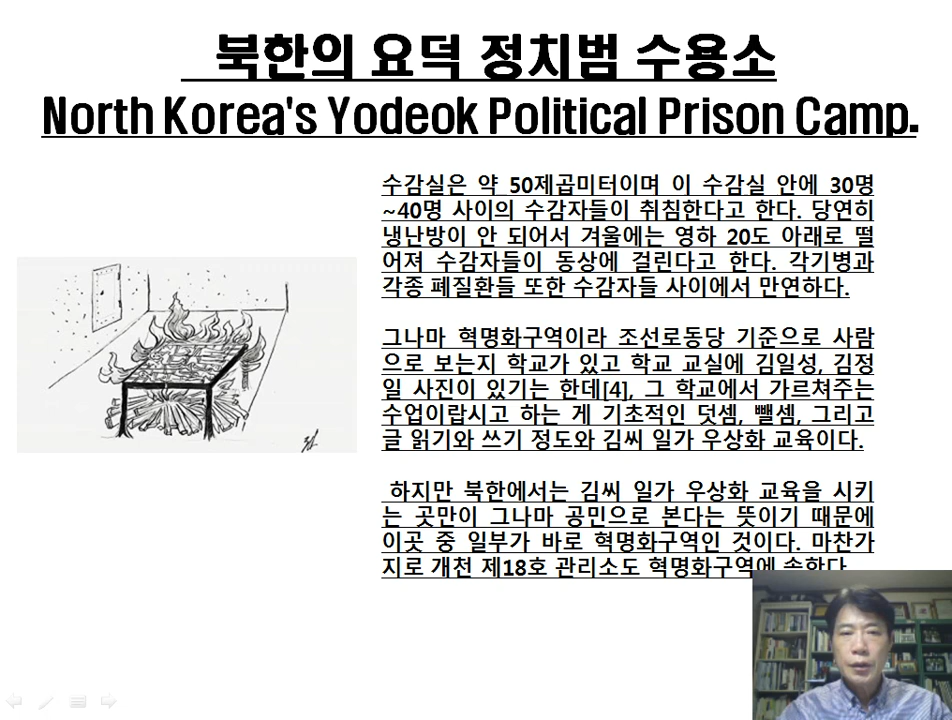 북한의 요덕 정치범 수용소
North Korea's Yodeok Political Prison Camp.
수감실은 약 50제곱미터이며 이 수감실 안에 30명
~40명 사이의 수감자들이 취침한다고 한다. 당연히
냉난방이 안 되어서 겨울에는 영하 20도 아래로 떨
어져 수감자들이 동상에 걸린다고 한다. 각기병과
각종 폐질환들 또한 수감자들 사이에서 만연하다.
그나마 혁명화구역이라 조선로동당 기준으로 사람
으로 보는지 학교가 있고 학교 교실에 김일성, 김정
일 사진이 있기는 한데[4], 그 학교에서 가르쳐주는
수업이랍시고 하는 게 기초적인 덧셈, 뺄셈, 그리고
글 읽기와 쓰기 정도와 김씨 일가 우상화 교육이다.
하지만 북한에서는 김씨 일가 우상화 교육을 시키
는 곳만이 그나마 공민으로 본다는 뜻이기 때문에
이곳 중 일부가 바로 혁명화구역인 것이다. 마찬가
지로 개천 제18호 관리소도 혁명화구역에 속한다